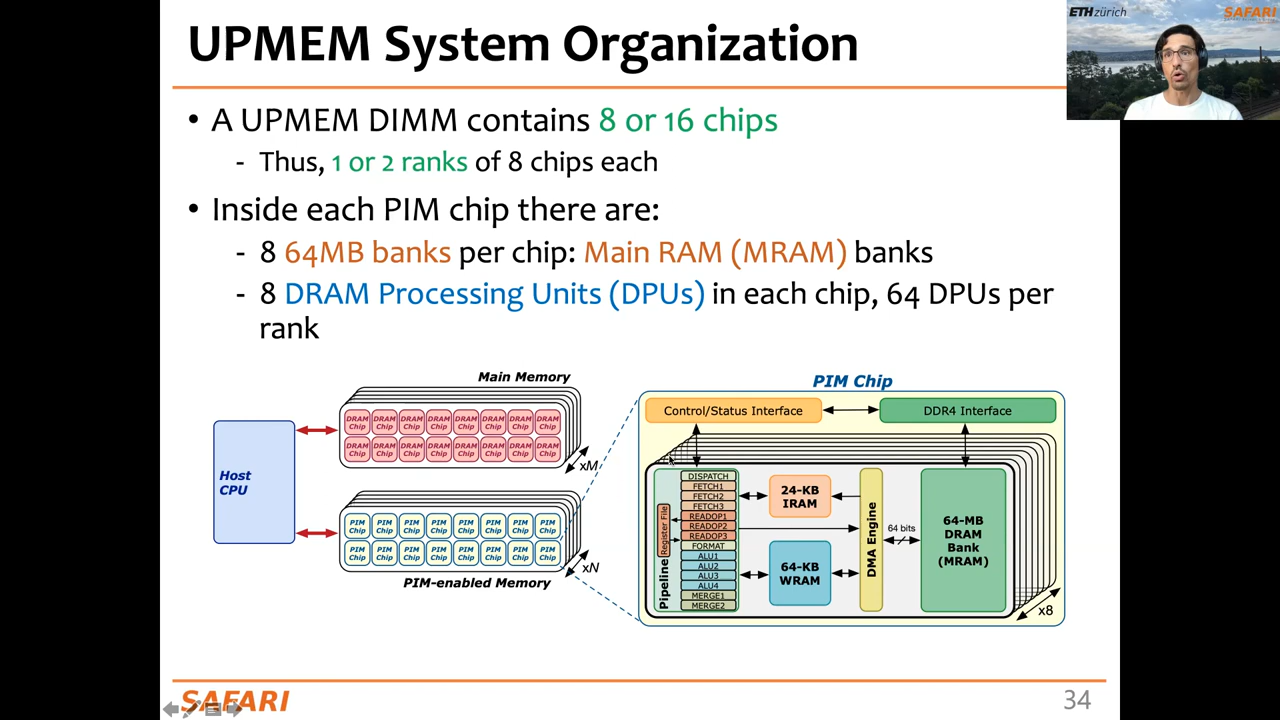 UPMEM System Organization
ETH zürich
SAFARI
• A UPMEM DIMM contains 8 or 16 chips
- Thus, 1 or 2 ranks of 8 chips each
• Inside each PIM chip there are:
- 8 64MB banks per chip: Main RAM (MRAM) banks
- 8 DRAM Processing Units (DPUs) in each chip, 64 DPUs per
rank
Main Memory
DRAM Chip DRAM Chip DRAM Chip DRAM Chip DRAM Chip DRAM Chip DRAM Chip DRAM Chip
DRAM Chip DRAM Chip DRAM Chip DRAM Chip DRAM Chip DRAM Chip DRAM Chip DRAM Chip
xM
Host
CPU
PIM Chip PIM Chip PIM Chip PIM Chip PIM Chip PIM Chip PIM Chip PIM Chip
PIM Chip PIM Chip PIM Chip PIM Chip PIM Chip PIM Chip PIM Chip PIM Chip
xN
PIM-enabled Memory
PIM Chip
Control/Status Interface
DDR4 Interface
Pipeline
Register File
DISPATCH
FETCH1
FETCH2
FETCH3
READOP1
READOP2
READOP3
FORMAT
ALU1
ALU2
ALU3
ALU4
MERGE1
MERGE2
24-KB
IRAM
64-KB
WRAM
DMA Engine
64 bits
64-MB
DRAM
Bank
(MRAM)
x8
SAFARI
34